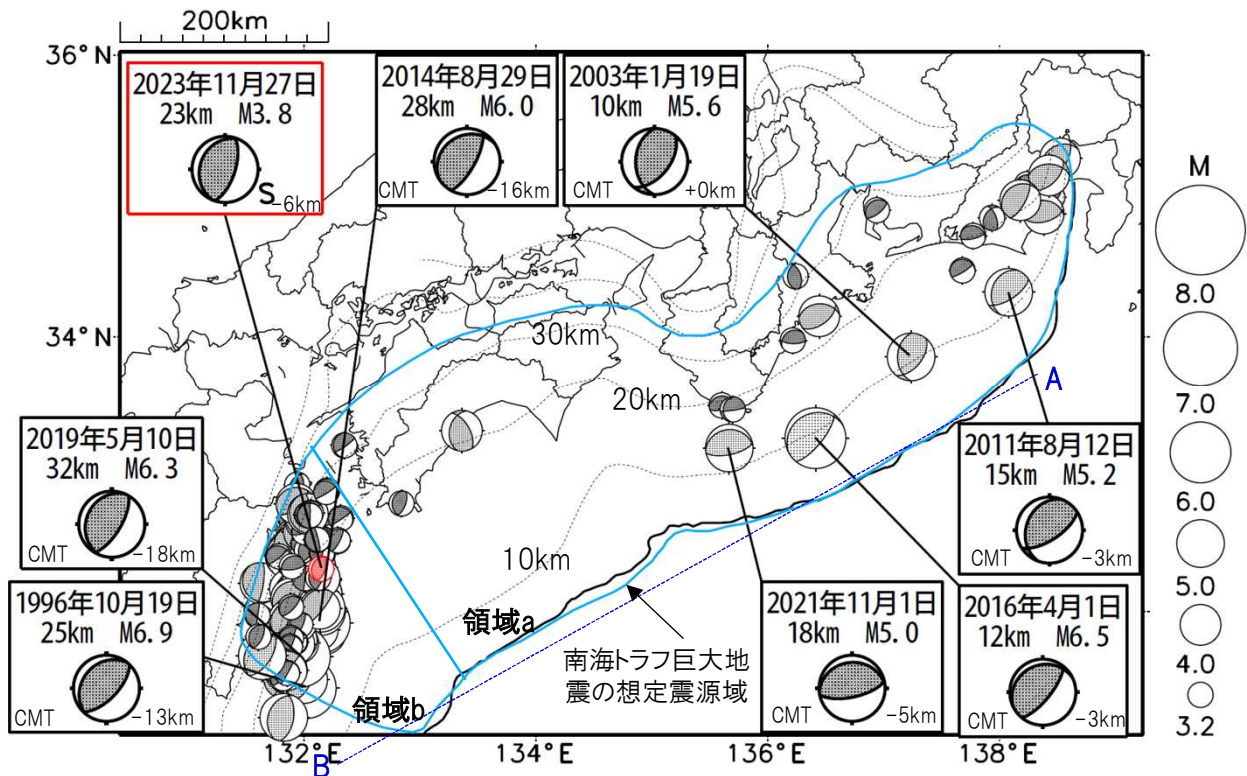 200km
36°N
34°N
132°E
134°E
136°E
138°E
2023年11月27日
23km M3.8
S
-6km
2014年8月29日
28km M6.0
CMT
-16km
2003年1月19日
10km M5.6
CMT
+0km
M
8.0
7.0
6.0
5.0
4.0
3.2
30km
20km
10km
A
2019年5月10日
32km M6.3
CMT
-18km
1996年10月19日
25km M6.9
CMT
-13km
領域a
領域b
B
南海トラフ巨大地
震の想定震源域
2011年8月12日
15km M5.2
CMT
-3km
2021年11月1日
18km M5.0
CMT
-5km
2016年4月1日
12km M6.5
CMT
-3km